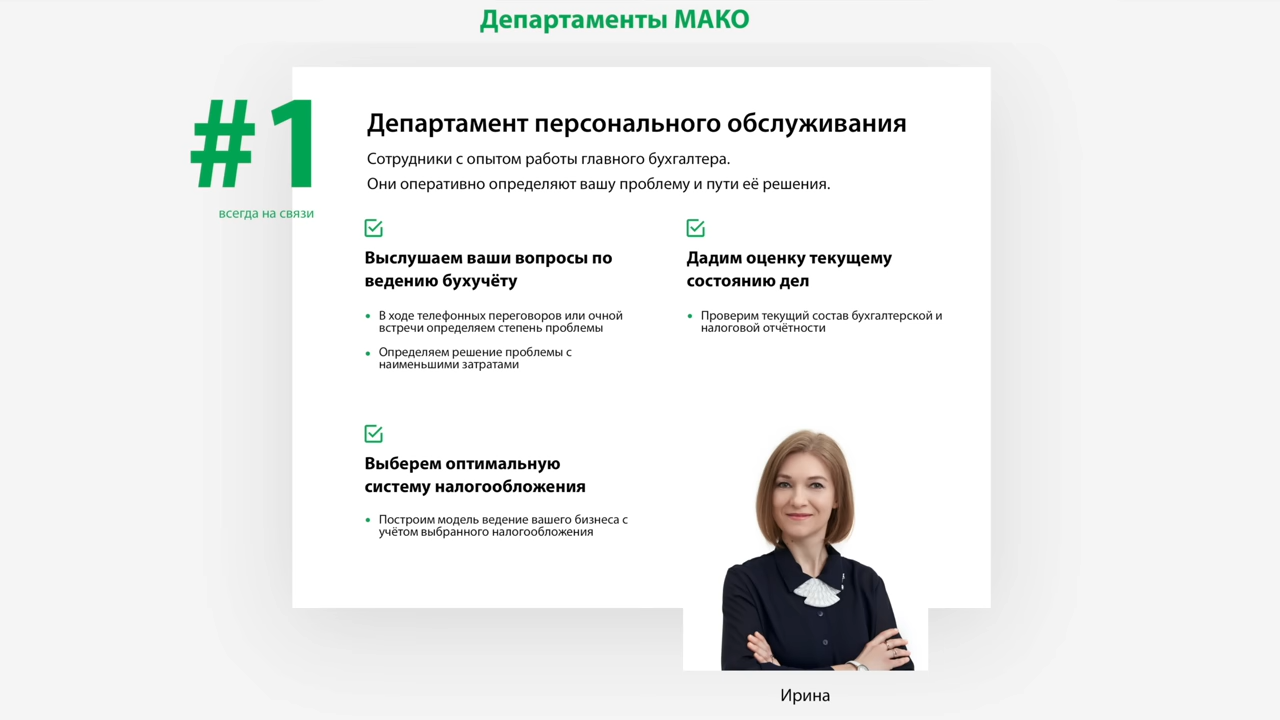 Департаменты МАКО
#1
всегда на связи
Департамент персонального обслуживания
Сотрудники с опытом работы главного бухгалтера.
Они оперативно определяют вашу проблему и пути её решения.
Выслушаем ваши вопросы по
ведению бухучёту
• В ходе телефонных переговоров или очной
встречи определяем степень проблемы
• Определяем решение проблемы с
наименьшими затратами
Дадим оценку текущему
состоянию дел
• Проверим текущий состав бухгалтерской и
налоговой отчётности
Выберем оптимальную
систему налогообложения
• Построим модель ведение вашего бизнеса с
учётом выбранного налогообложения
Ирина